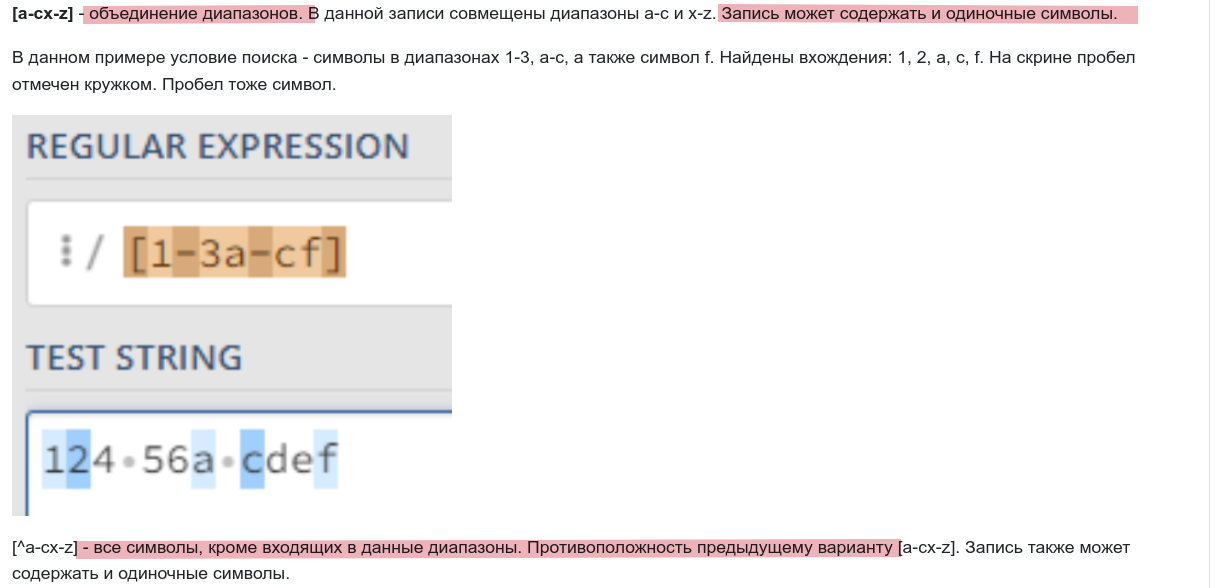 [a-cx-z] - объединение диапазонов. В данной записи совмещены диапазоны a-c и x-z. Запись может содержать и одиночные символы.
В данном примере условие поиска - символы в диапазонах 1-3, a-c, а также символ f. Найдены вхождения: 1, 2, a, c, f. На скрине пробел
отмечен кружком. Пробел тоже символ.
REGULAR EXPRESSION
⋮ / [1-3a-cf]
TEST STRING
124·56a·cdef
[^a-cx-z] - все символы, кроме входящих в данные диапазоны. Противоположность предыдущему варианту [a-cx-z]. Запись также может
содержать и одиночные символы.